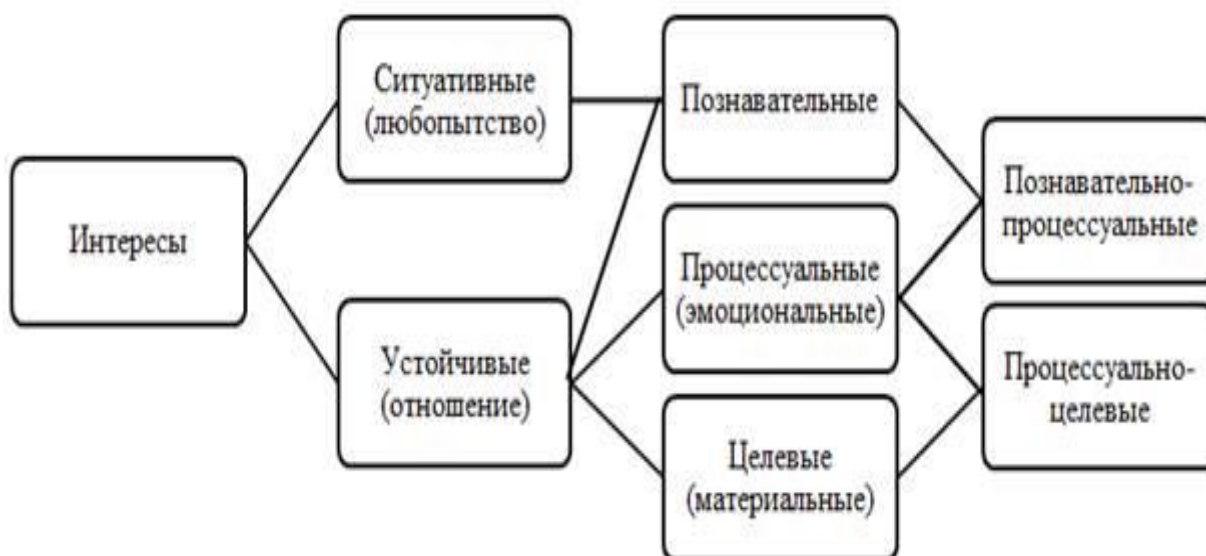 Интересы
Ситуативные
(любопытство)
Устойчивые
(отношение)
Познавательные
Процессуальные
(эмоциональные)
Целевые
(материальные)
Познавательно-
процессуальные
Процессуально-
целевые